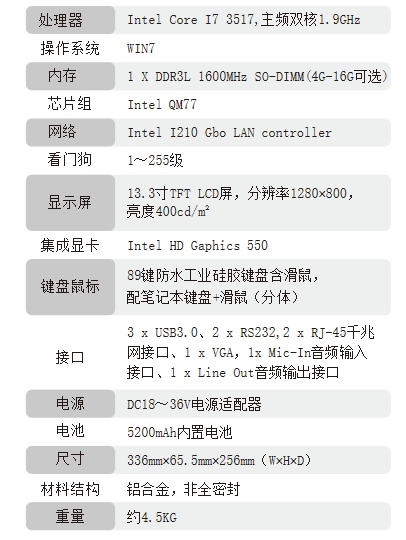 处理器 Intel Core I7 3517,主频双核1.9GHz
操作系统 WIN7
内存 1 X DDR3L 1600MHz SO-DIMM(4G-16G可选)
芯片组 Intel QM77
网络 Intel I210 Gbo LAN controller
看门狗 1～255级
显示屏 13.3寸TFT LCD屏，分辨率1280×800，
亮度400cd/m²
集成显卡 Intel HD Gaphics 550
键盘鼠标 89键防水工业硅胶键盘含滑鼠，
配笔记本键盘+滑鼠（分体）
接口 3 x USB3.0、2 x RS232,2 x RJ-45千兆
网接口、1 x VGA，1x Mic-In音频输入
接口、1 x Line Out音频输出接口
电源 DC18～36V电源适配器
电池 5200mAh内置电池
尺寸 336mm×65.5mm×256mm（W×H×D）
材料结构 铝合金，非全密封
重量 约4.5KG